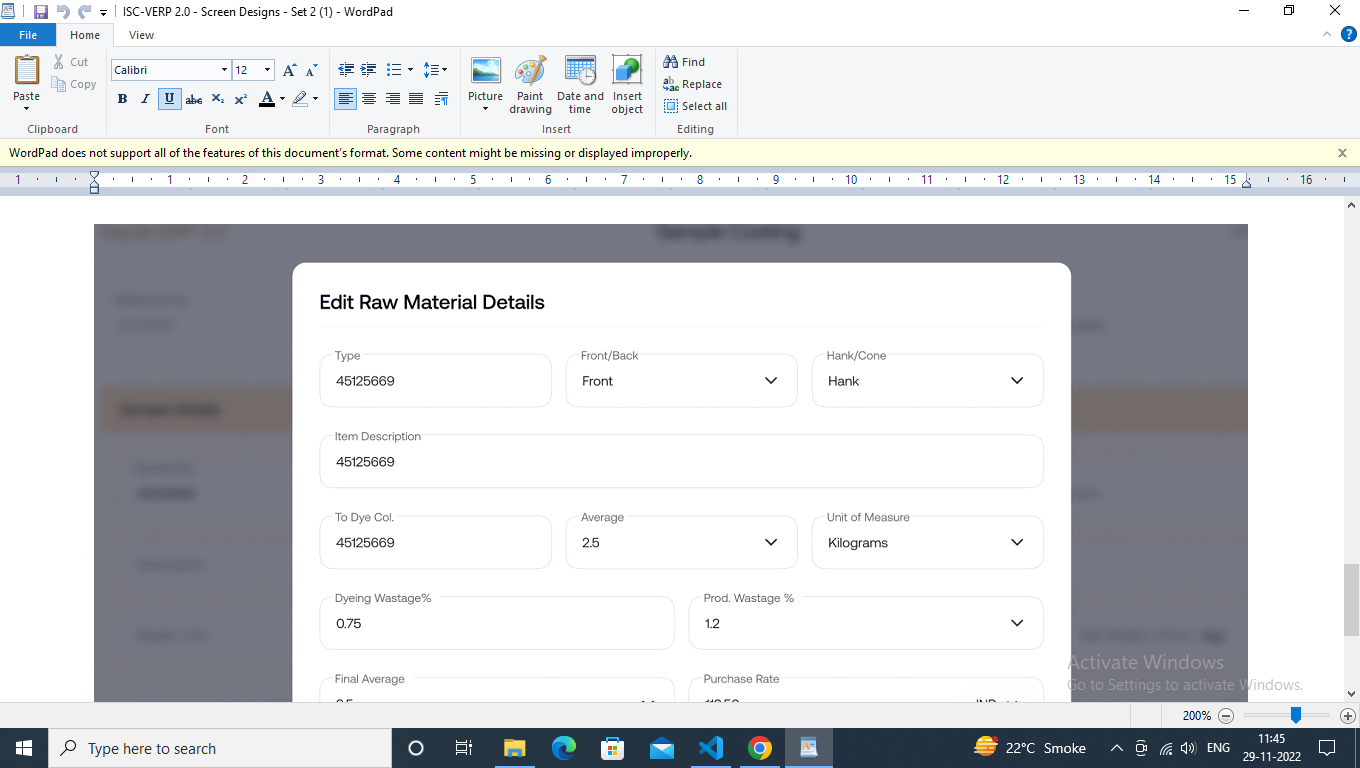 ISC-VERP 2.0 - Screen Designs - Set 2 (1) - WordPad
File Home View
Paste
Cut
Copy
Clipboard
Calibri 12
B I U abc X₂ X²
A
Font
Paragraph
Picture
Paint drawing
Date and time
Insert object
Insert
Find
Replace
Select all
Editing
WordPad does not support all of the features of this document's format. Some content might be missing or displayed improperly.
1 1 2 3 4 5 6 7 8 9 10 11 12 13 14 15 16
Sample Costing
Sample Details
Edit Raw Material Details
Type Front/Back Hank/Cone
45125669 Front Hank
Item Description
45125669
To Dye Col. Average Unit of Measure
45125669 2.5 Kilograms
Dyeing Wastage% Prod. Wastage %
0.75 1.2
Final Average Purchase Rate
Activate Windows
Go to Settings to activate Windows.
200%
Type here to search
22°C Smoke
ENG
11:45
29-11-2022